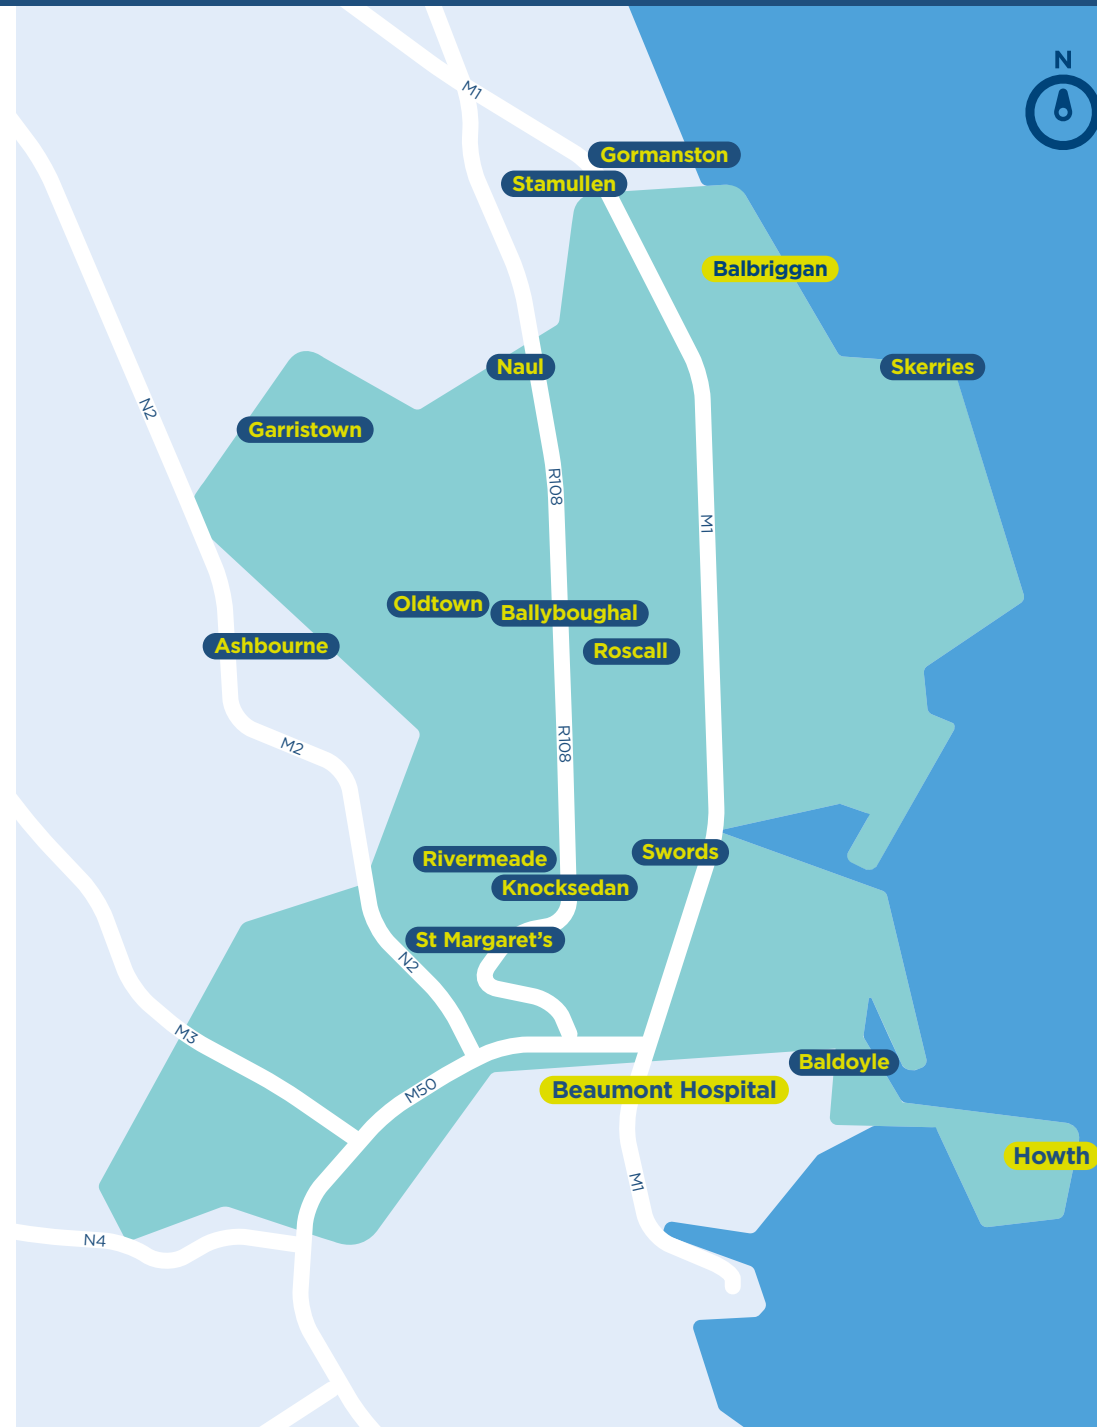 N
M1
Gormanston
Stamullen
Balbriggan
Naul
Skerries
N2
Garristown
R108
M1
Oldtown
Ballyboughal
Ashbourne
Roscall
M2
R108
Rivermeade
Swords
Knocksedan
St Margaret’s
N2
M3
Baldoyle
M50
Beaumont Hospital
Howth
M1
N4